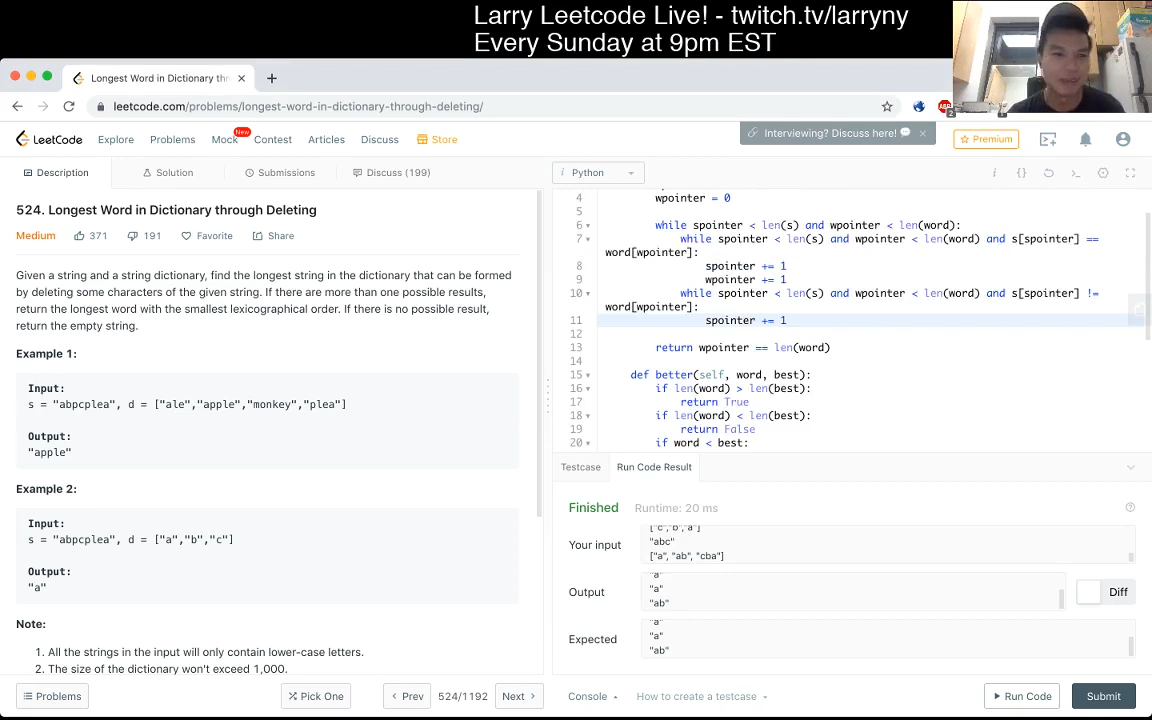 Larry Leetcode Live! - twitch.tv/larryny
Every Sunday at 9pm EST
Longest Word in Dictionary thr
leetcode.com/problems/longest-word-in-dictionary-through-deleting/
ABP
2
1
LeetCode
Explore
Problems
Mock
New
Contest
Articles
Discuss
Store
Interviewing? Discuss here!
Premium
Description
Solution
Submissions
Discuss (199)
Python
524. Longest Word in Dictionary through Deleting
Medium
371
191
Favorite
Share
Given a string and a string dictionary, find the longest string in the dictionary that can be formed
by deleting some characters of the given string. If there are more than one possible results,
return the longest word with the smallest lexicographical order. If there is no possible result,
return the empty string.
Example 1:
Input:
s = "abpcplea", d = ["ale","apple","monkey","plea"]
Output:
"apple"
Example 2:
Input:
s = "abpcplea", d = ["a","b","c"]
Output:
"a"
Note:
1. All the strings in the input will only contain lower-case letters.
2. The size of the dictionary won't exceed 1,000.
4 wpointer = 0
5
6 while spointer < len(s) and wpointer < len(word):
7 while spointer < len(s) and wpointer < len(word) and s[spointer] ==
word[wpointer]:
8 spointer += 1
9 wpointer += 1
10 while spointer < len(s) and wpointer < len(word) and s[spointer] !=
word[wpointer]:
11 spointer += 1
12
13 return wpointer == len(word)
14
15 def better(self, word, best):
16 if len(word) > len(best):
17 return True
18 if len(word) < len(best):
19 return False
20 if word < best:
Testcase
Run Code Result
Finished
Runtime: 20 ms
Your input
["c","b","a"]
"abc"
["a", "ab", "cba"]
Output
"a"
"a"
"ab"
Diff
Expected
"a"
"a"
"ab"
Problems
Pick One
Prev
524/1192
Next
Console
How to create a testcase
Run Code
Submit